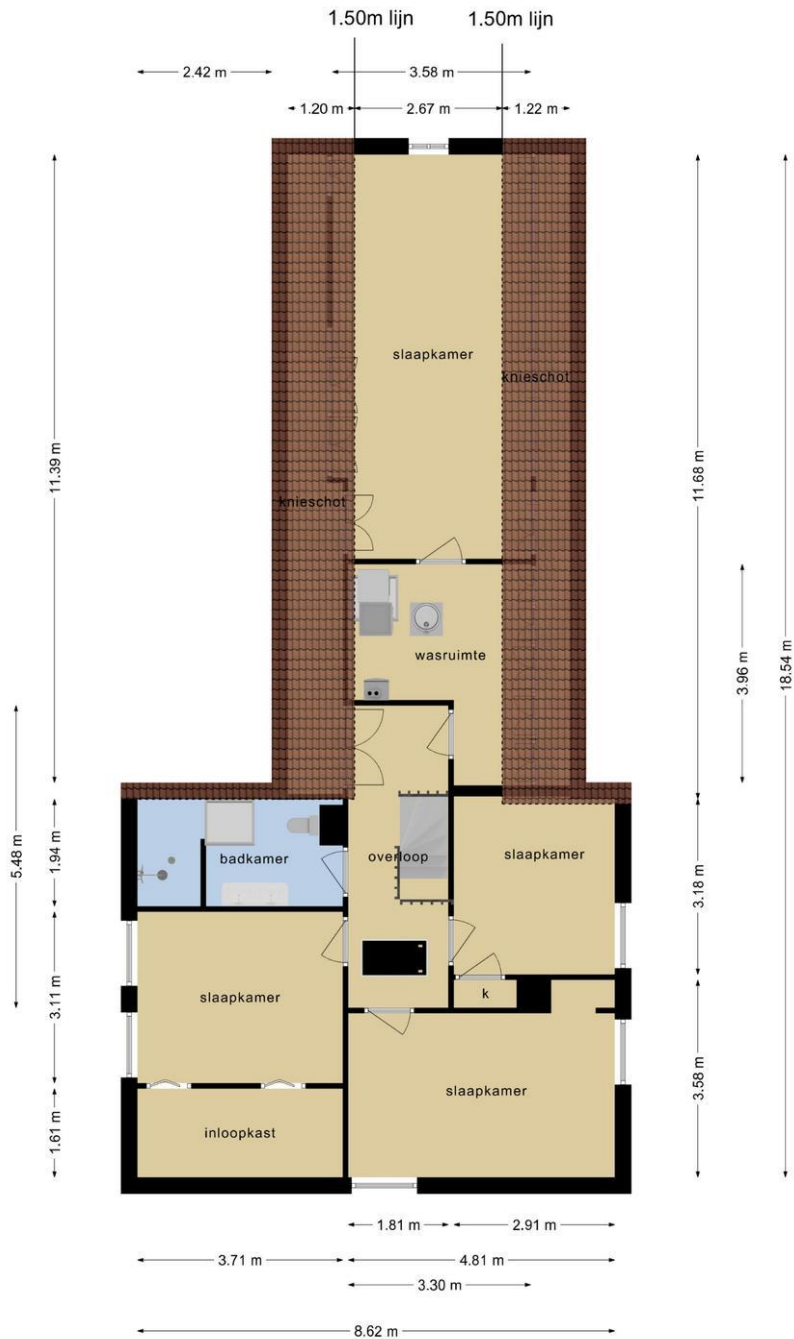 1.50m lijn 1.50m lijn
2.42 m 3.58 m
1.20 m 2.67 m 1.22 m
slaapkamer
knieschot
11.39 m
11.68 m
knieschot
wasruimte
3.96 m
18.54 m
5.48 m
1.94 m
badkamer
overloop
slaapkamer
3.18 m
slaapkamer
k
3.11 m
slaapkamer
3.58 m
inloopkast
1.61 m
1.81 m 2.91 m
3.71 m 4.81 m
3.30 m
8.62 m